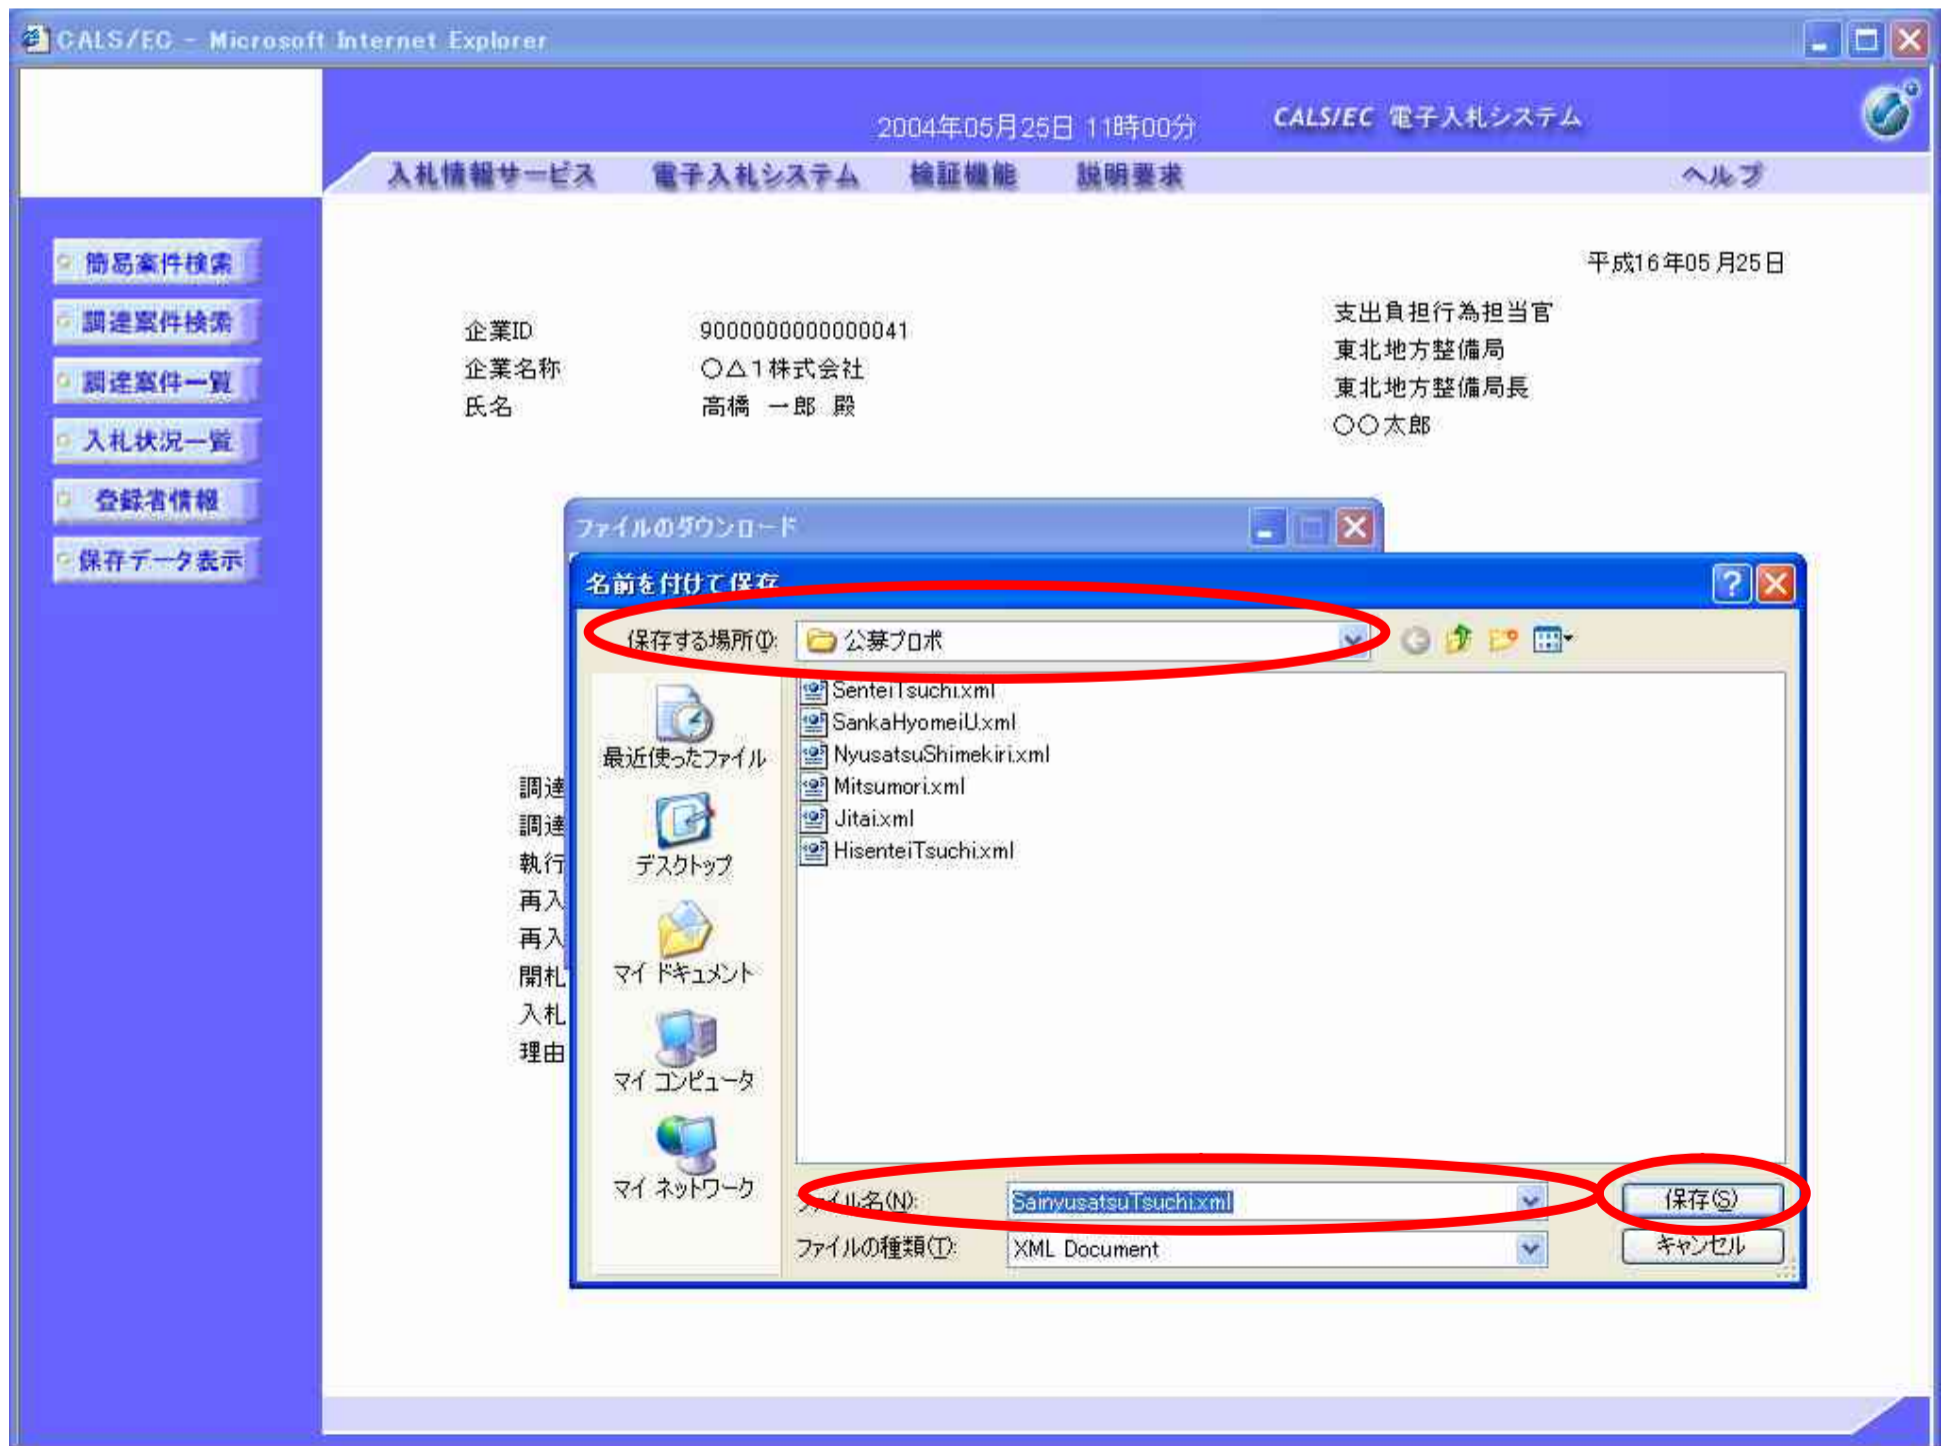 CALS/EC - Microsoft Internet Explorer
2004年05月25日 11時00分
CALS/EC 電子入札システム
入札情報サービス 電子入札システム 検証機能 説明要求 ヘルプ
簡易案件検索
調達案件検索
調達案件一覧
入札状況一覧
登録者情報
保存データ表示
平成16年05月25日
企業ID 9000000000000041
企業名称 〇△1株式会社
氏名 高橋 一郎 殿
支出負担行為担当官
東北地方整備局
東北地方整備局長
〇〇太郎
調達
調達
執行
再入
再入
開札
入札
理由
ファイルのダウンロード
名前を付けて保存
保存する場所(I): 公募プロポ
最近使ったファイル
デスクトップ
マイ ドキュメント
マイ コンピュータ
マイ ネットワーク
SenteiTsuchi.xml
SankaHyomeiU.xml
NyusatsuShimekiri.xml
Mitsumori.xml
Jitai.xml
HisenteiTsuchi.xml
ファイル名(N): SainyusatsuTsuchi.xml 保存(S)
ファイルの種類(T): XML Document キャンセル